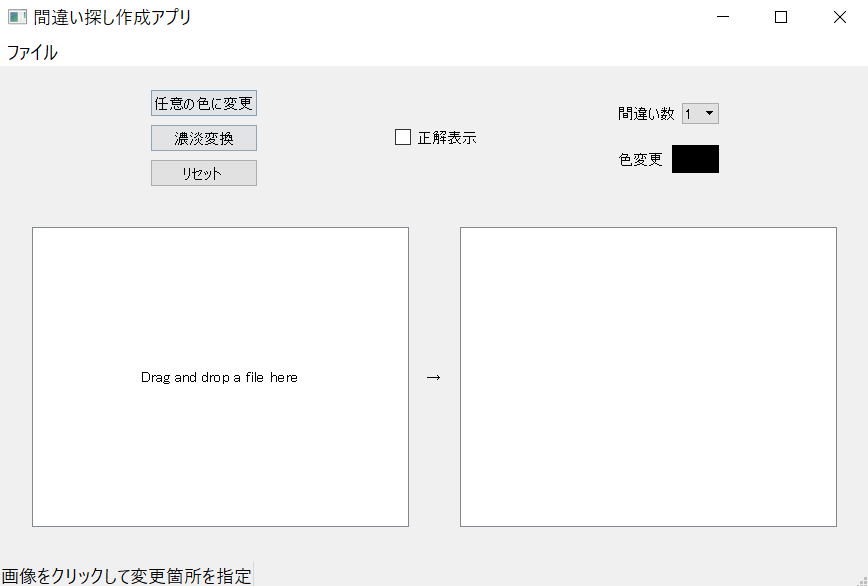 間違い探し作成アプリ
ファイル
任意の色に変更
濃淡変換
リセット
正解表示
間違い数 1
色変更
Drag and drop a file here
→
画像をクリックして変更箇所を指定